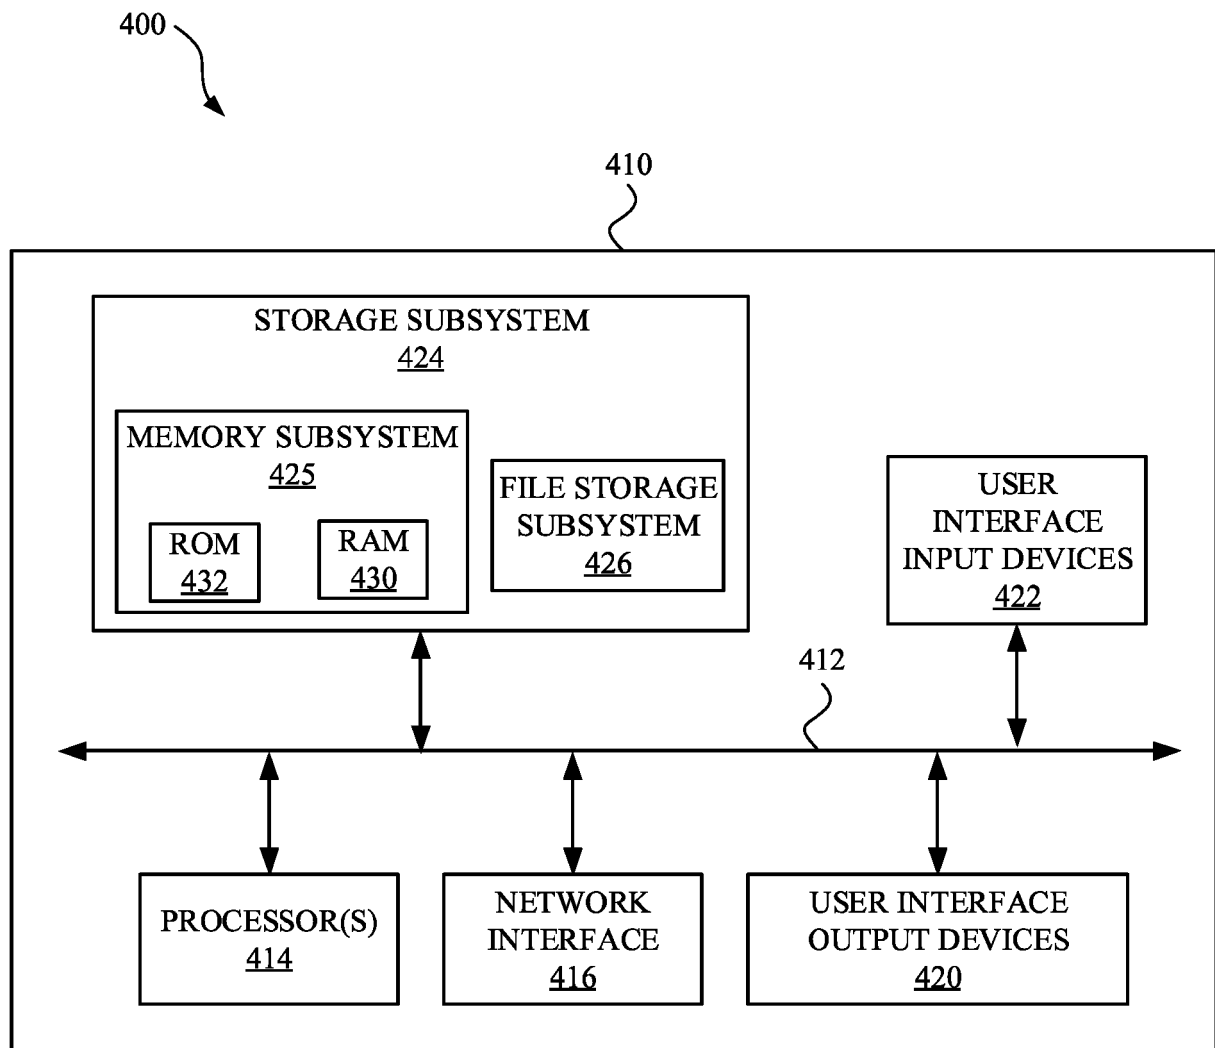 400
410
STORAGE SUBSYSTEM
424
MEMORY SUBSYSTEM
425
ROM
432
RAM
430
FILE STORAGE
SUBSYSTEM
426
USER
INTERFACE
INPUT DEVICES
422
412
PROCESSOR(S)
414
NETWORK
INTERFACE
416
USER INTERFACE
OUTPUT DEVICES
420